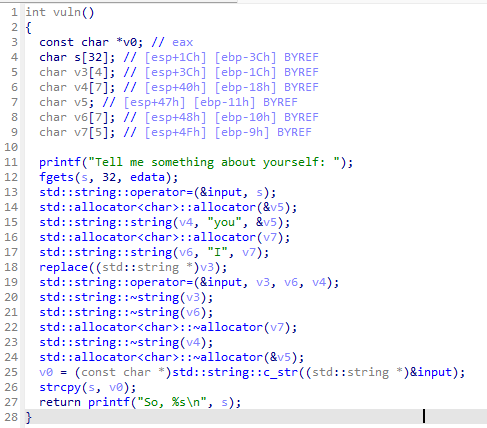 1 int vuln()
2 {
3 const char *v0; // eax
4 char s[32]; // [esp+1Ch] [ebp-3Ch] BYREF
5 char v3[4]; // [esp+3Ch] [ebp-1Ch] BYREF
6 char v4[7]; // [esp+40h] [ebp-18h] BYREF
7 char v5; // [esp+47h] [ebp-11h] BYREF
8 char v6[7]; // [esp+48h] [ebp-10h] BYREF
9 char v7[5]; // [esp+4Fh] [ebp-9h] BYREF
10
11 printf("Tell me something about yourself: ");
12 fgets(s, 32, edata);
13 std::string::operator=(&input, s);
14 std::allocator<char>::allocator(&v5);
15 std::string::string(v4, "you", &v5);
16 std::allocator<char>::allocator(v7);
17 std::string::string(v6, "I", v7);
18 replace((std::string *)v3);
19 std::string::operator=(&input, v3, v6, v4);
20 std::string::~string(v3);
21 std::string::~string(v6);
22 std::allocator<char>::~allocator(v7);
23 std::string::~string(v4);
24 std::allocator<char>::~allocator(&v5);
25 v0 = (const char *)std::string::c_str((std::string *)&input);
26 strcpy(s, v0);
27 return printf("So, %s\n", s);
28 }